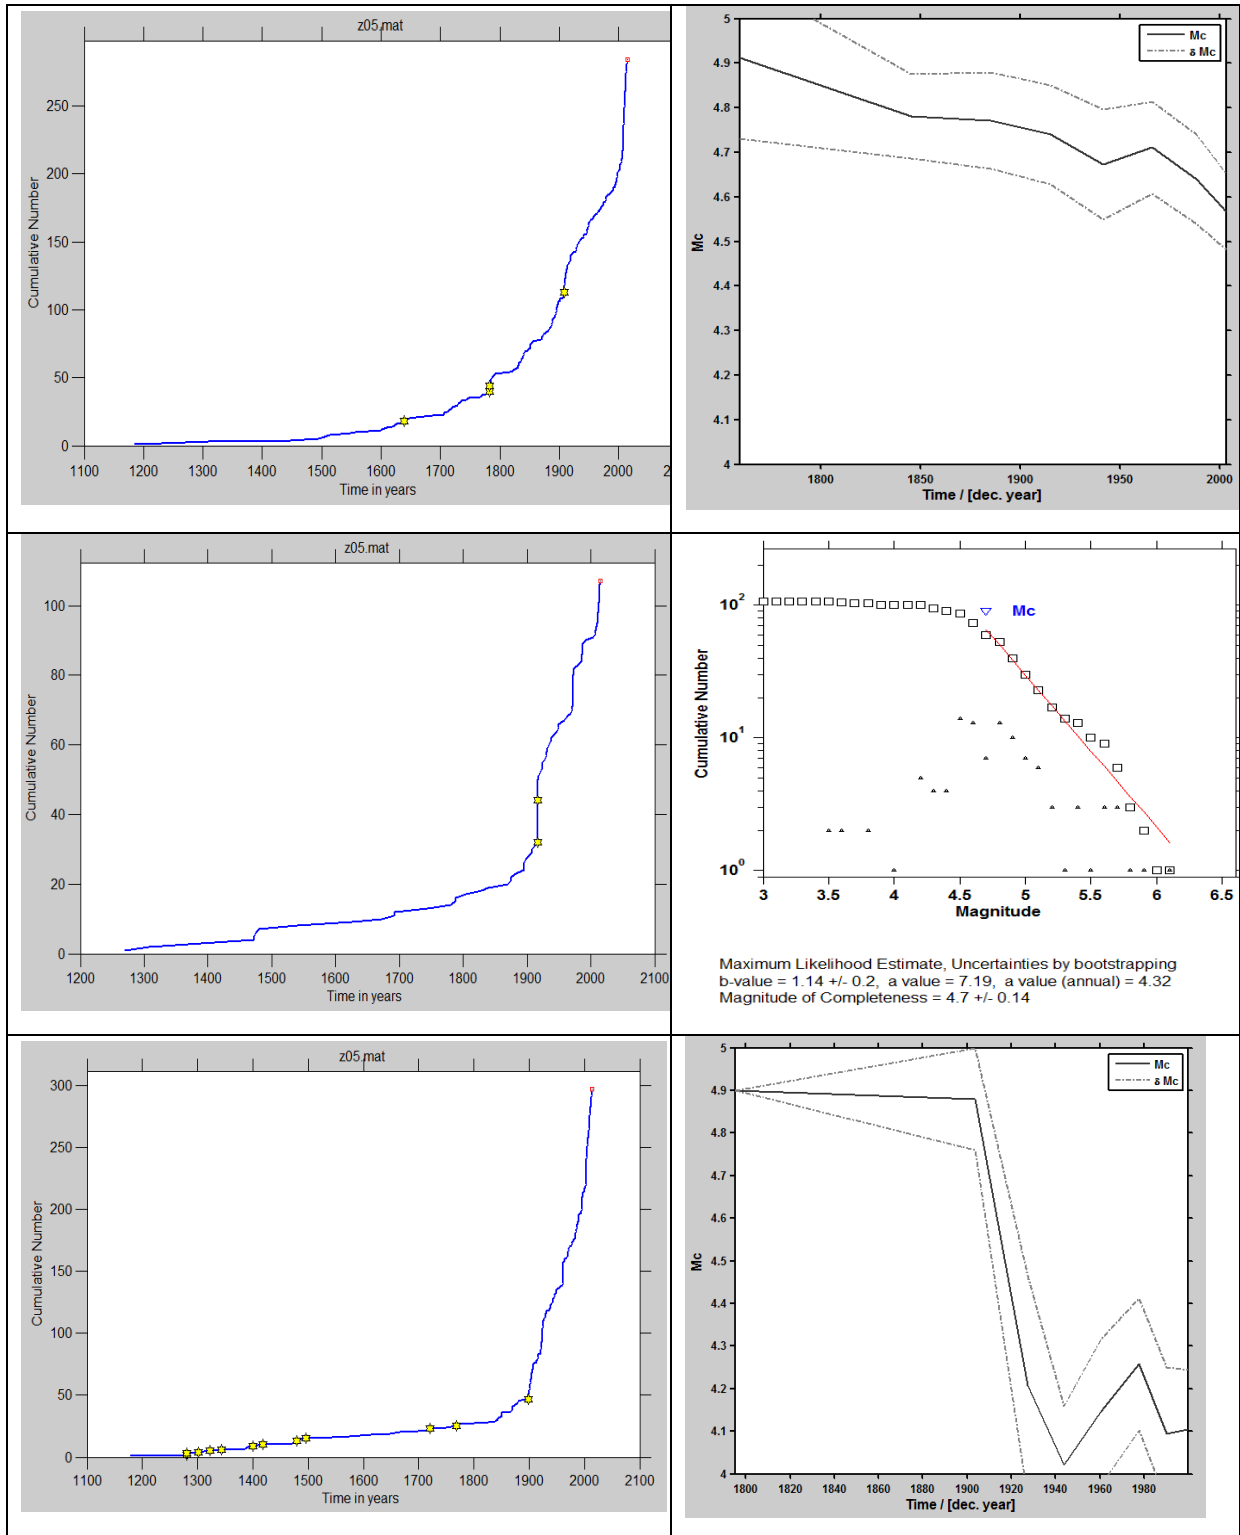 z05.mat
Cumulative Number
250
200
150
100
50
0
1100 1200 1300 1400 1500 1600 1700 1800 1900 2000 2
Time in years
Mc
δ Mc
5
4.9
4.8
4.7
4.6
4.5
4.4
4.3
4.2
4.1
4
Mc
1800 1850 1900 1950 2000
Time / [dec. year]
z05.mat
Cumulative Number
100
80
60
40
20
0
1200 1300 1400 1500 1600 1700 1800 1900 2000 2100
Time in years
Mc
Cumulative Number
10²
10¹
10⁰
3 3.5 4 4.5 5 5.5 6 6.5
Magnitude
Maximum Likelihood Estimate, Uncertainties by bootstrapping
b-value = 1.14 +/- 0.2, a value = 7.19, a value (annual) = 4.32
Magnitude of Completeness = 4.7 +/- 0.14
z05.mat
Cumulative Number
300
250
200
150
100
50
0
1100 1200 1300 1400 1500 1600 1700 1800 1900 2000 2100
Time in years
Mc
δ Mc
5
4.9
4.8
4.7
4.6
4.5
4.4
4.3
4.2
4.1
4
Mc
1800 1820 1840 1860 1880 1900 1920 1940 1960 1980
Time / [dec. year]